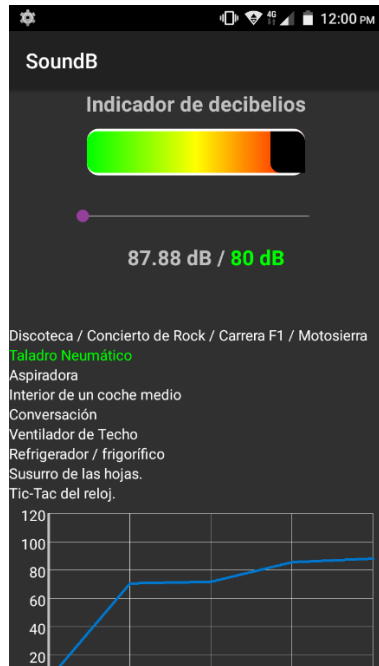 4G 12:00 PM
SoundB
Indicador de decibelios
87.88 dB / 80 dB
Discoteca / Concierto de Rock / Carrera F1 / Motosierra
Taladro Neumático
Aspiradora
Interior de un coche medio
Conversación
Ventilador de Techo
Refrigerador / frigorífico
Susurro de las hojas.
Tic-Tac del reloj.
120
100
80
60
40
20